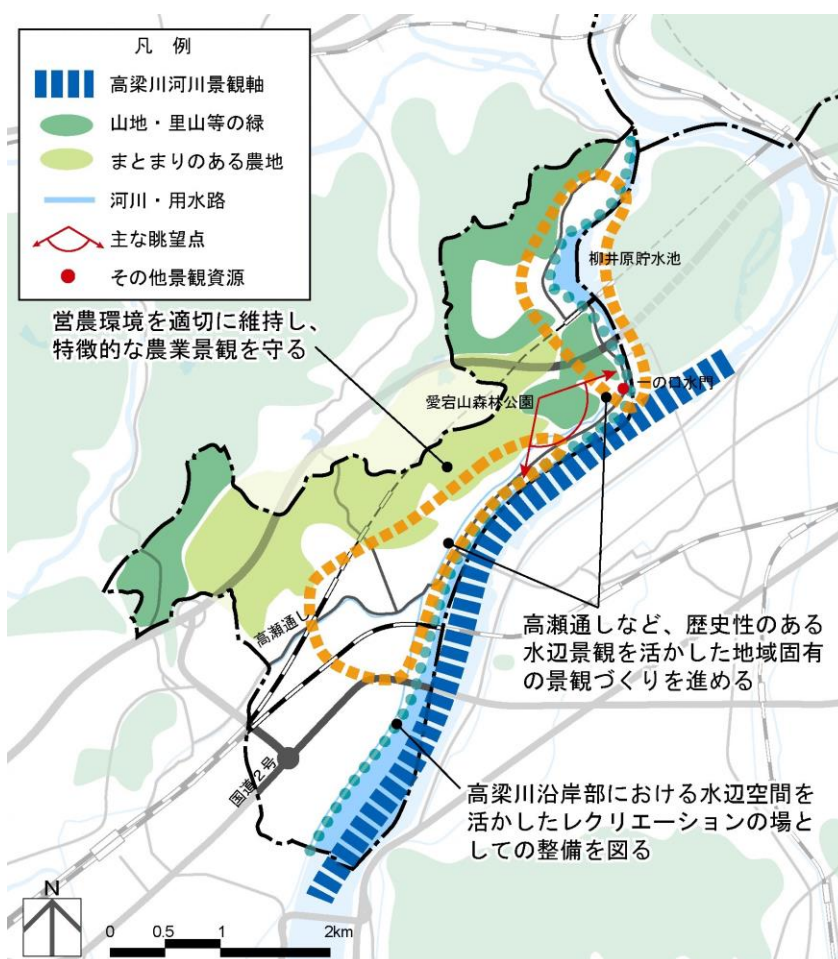 凡 例
高梁川河川景観軸
山地・里山等の緑
まとまりのある農地
河川・用水路
主な眺望点
その他景観資源
柳井原貯水池
営農環境を適切に維持し、
特徴的な農業景観を守る
一の口水門
愛宕山森林公園
高瀬通し
高瀬通しなど、歴史性のある
水辺景観を活かした地域固有
の景観づくりを進める
国道2号
高梁川沿岸部における水辺空間を
活かしたレクリエーションの場と
しての整備を図る
N
0 0.5 1 2km